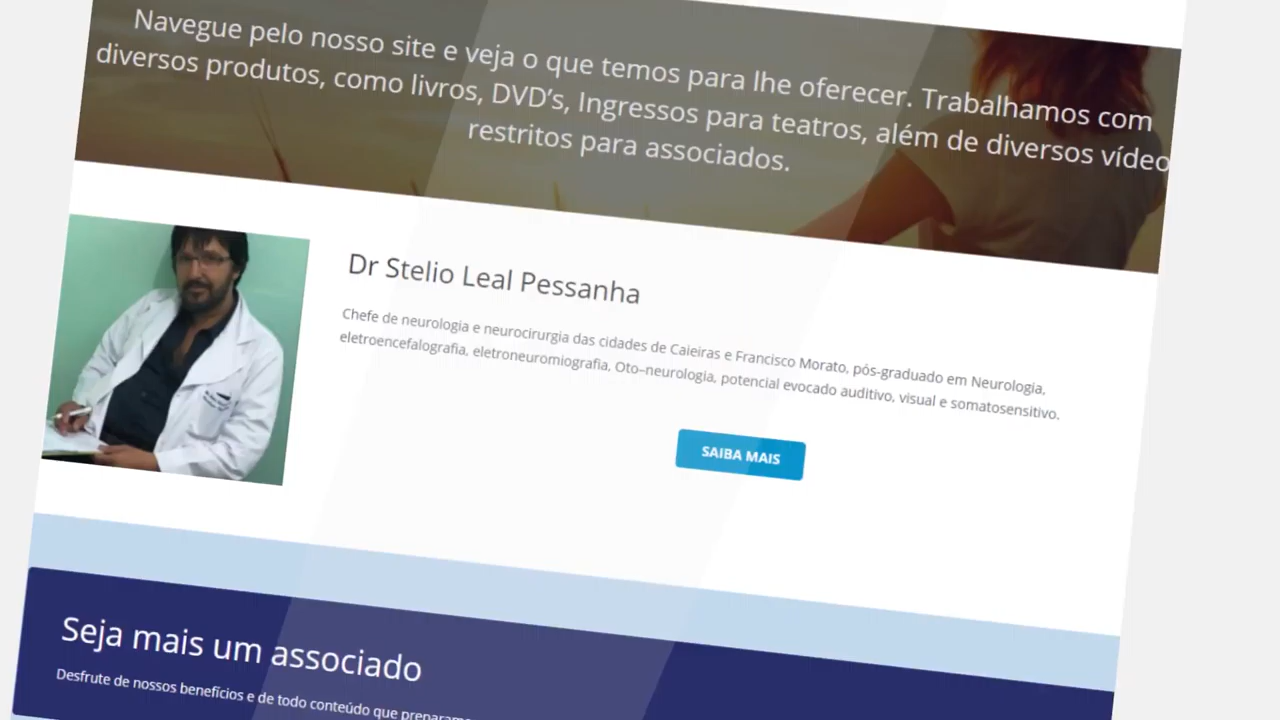 Navegue pelo nosso site e veja o que temos para lhe oferecer. Trabalhamos com
diversos produtos, como livros, DVD's, Ingressos para teatros, além de diversos vídeo
restritos para associados.
Dr Stelio Leal Pessanha
Chefe de neurologia e neurocirurgia das cidades de Caieiras e Francisco Morato, pós-graduado em Neurologia,
eletroencefalografia, eletroneuromiografia, Oto–neurologia, potencial evocado auditivo, visual e somatosensitivo.
SAIBA MAIS
Seja mais um associado
Desfrute de nossos benefícios e de todo conteúdo que